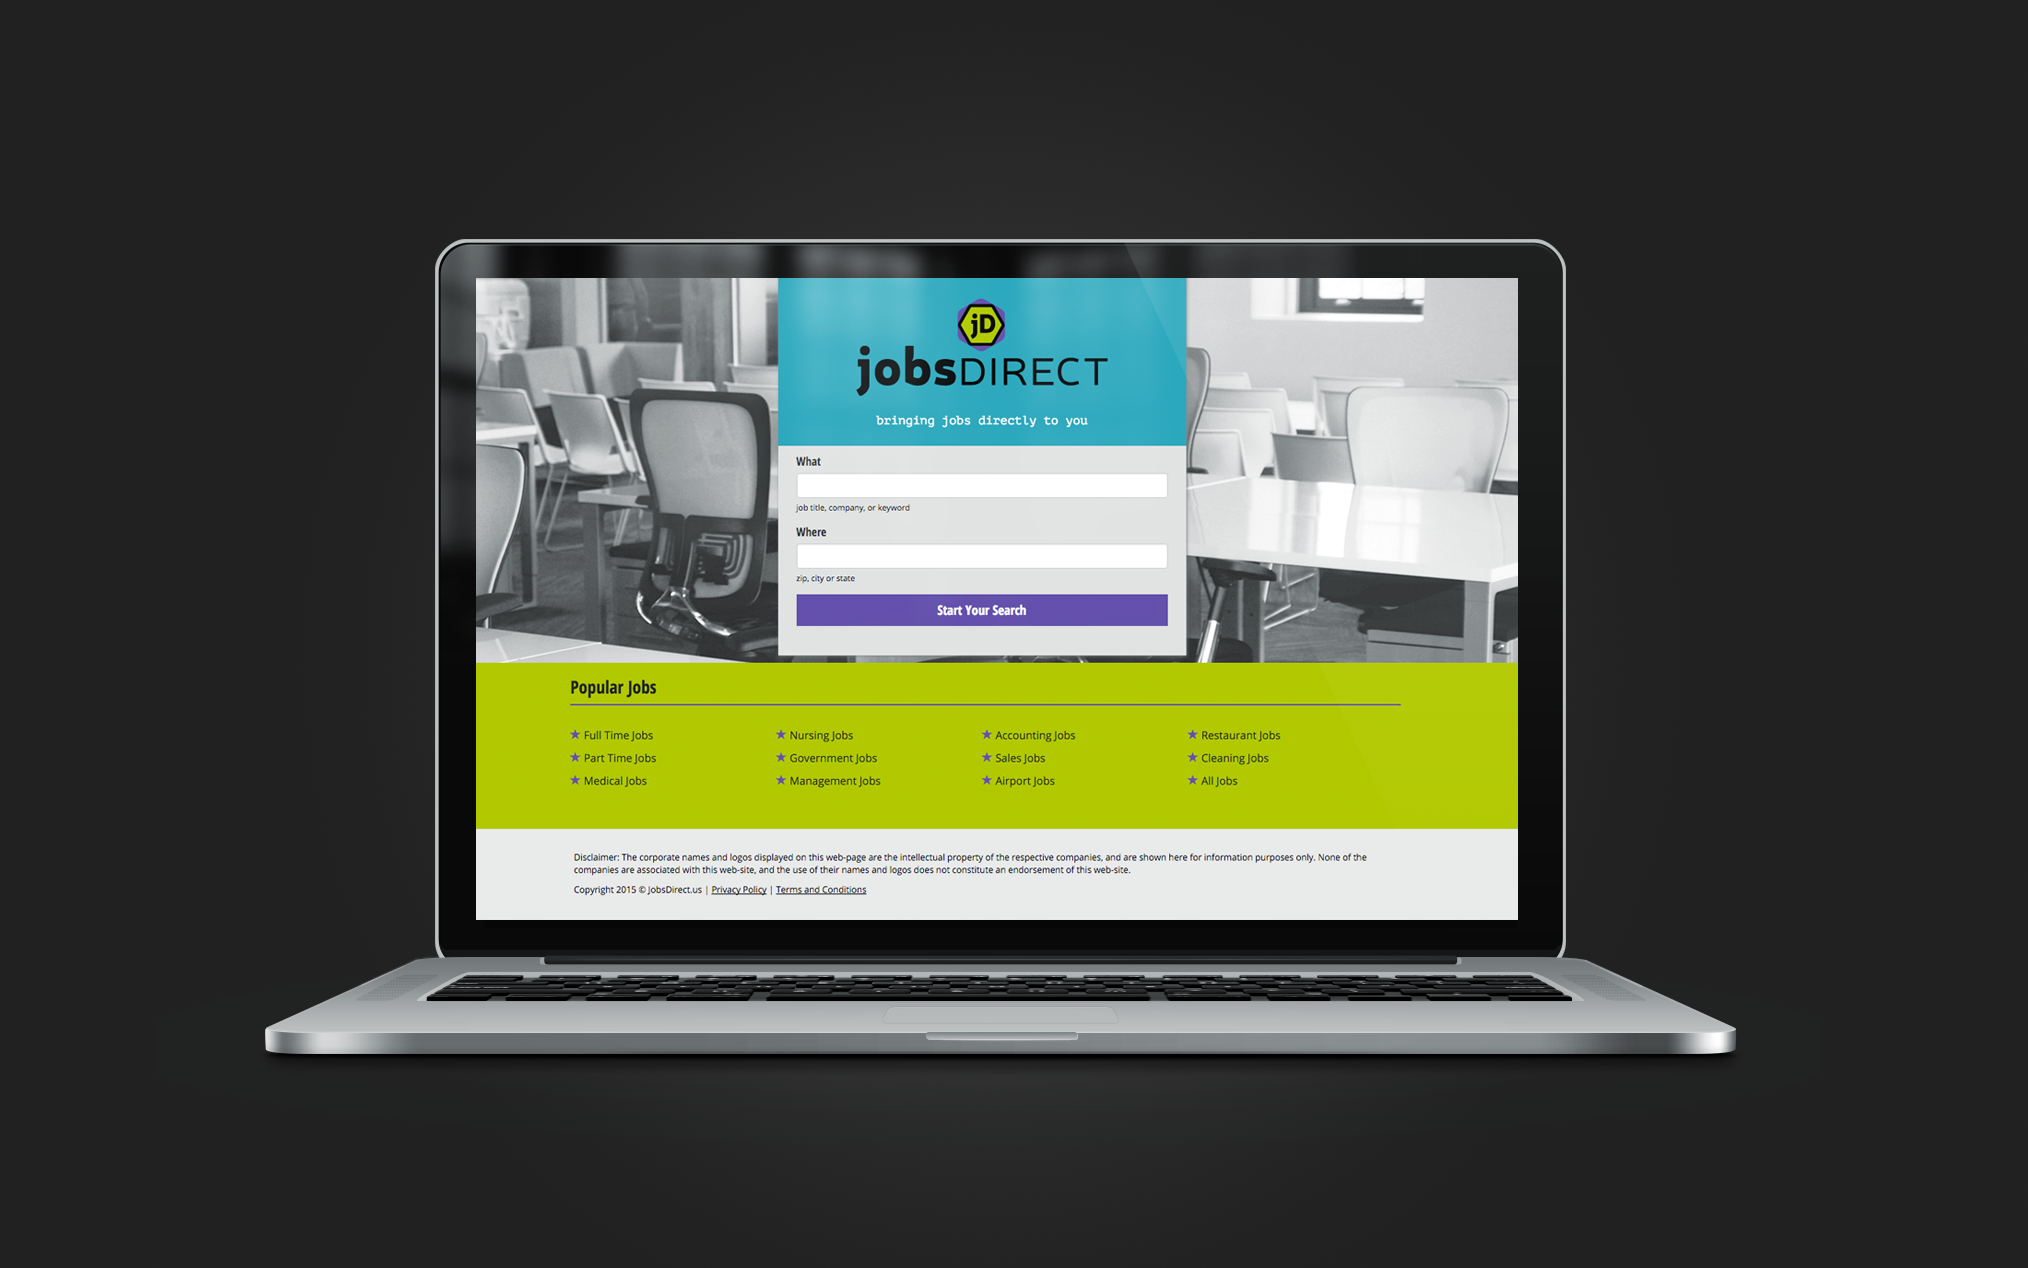 jD
jobsDIRECT
bringing jobs directly to you
What
job title, company, or keyword
Where
zip, city or state
Start Your Search
Popular Jobs
★ Full Time Jobs
★ Part Time Jobs
★ Medical Jobs
★ Nursing Jobs
★ Government Jobs
★ Management Jobs
★ Accounting Jobs
★ Sales Jobs
★ Airport Jobs
★ Restaurant Jobs
★ Cleaning Jobs
★ All Jobs
Disclaimer: The corporate names and logos displayed on this web-page are the intellectual property of the respective companies, and are shown here for information purposes only. None of the
companies are associated with this web-site, and the use of their names and logos does not constitute an endorsement of this web-site.
Copyright 2015 © JobsDirect.us | Privacy Policy | Terms and Conditions